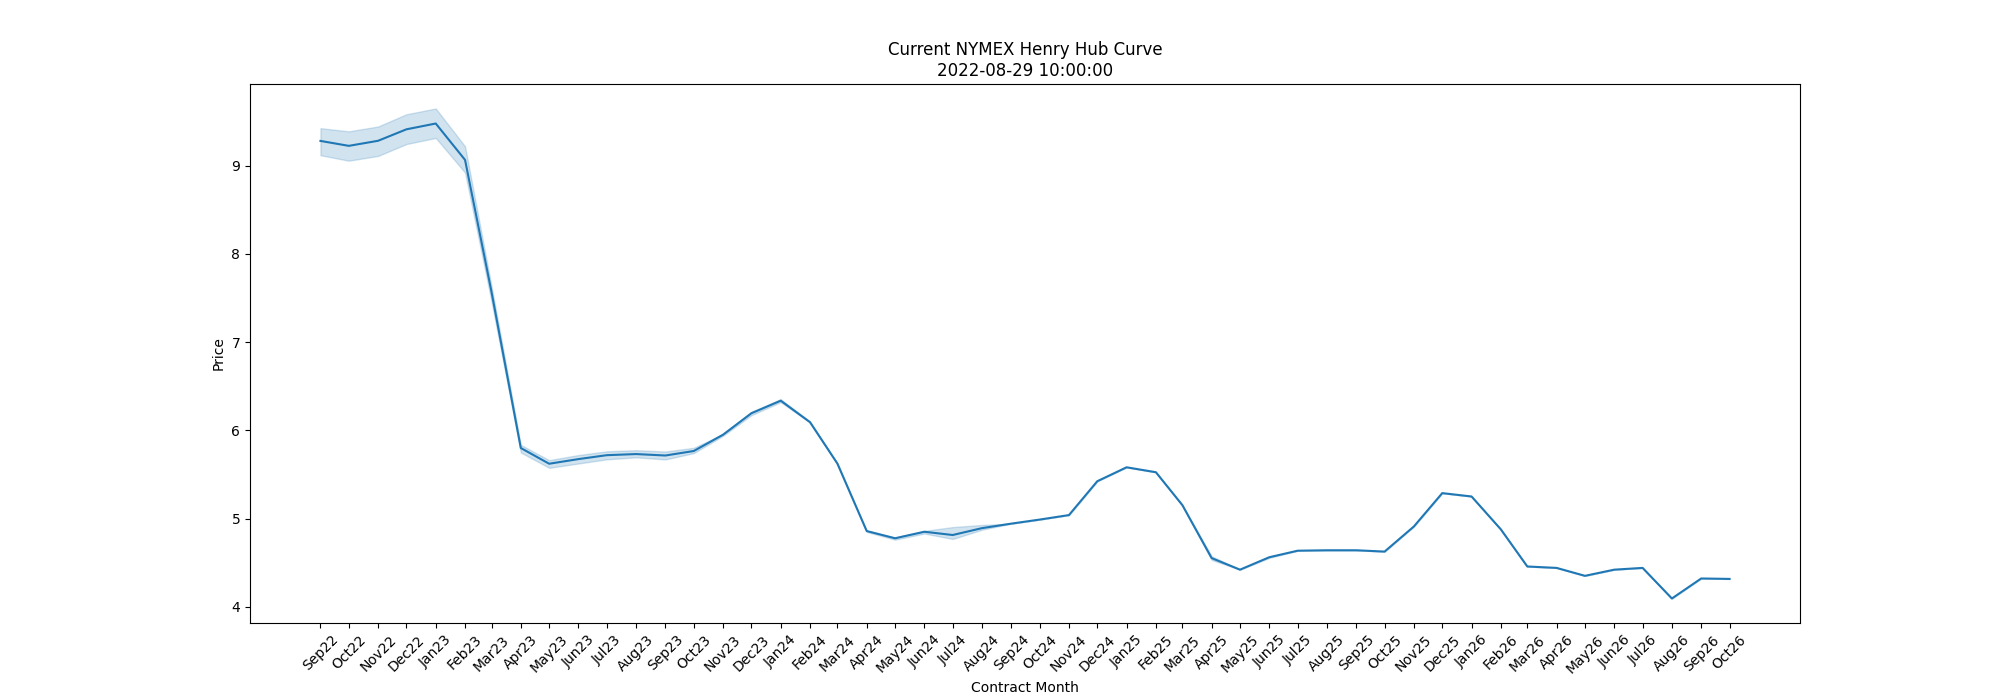 Current NYMEX Henry Hub Curve
2022-08-29 10:00:00
9
8
7
6
5
4
Price
Sep22 Oct22 Nov22 Dec22 Jan23 Feb23 Mar23 Apr23 May23 Jun23 Jul23 Aug23 Sep23 Oct23 Nov23 Dec23 Jan24 Feb24 Mar24 Apr24 May24 Jun24 Jul24 Aug24 Sep24 Oct24 Nov24 Dec24 Jan25 Feb25 Mar25 Apr25 May25 Jun25 Jul25 Aug25 Sep25 Oct25 Nov25 Dec25 Jan26 Feb26 Mar26 Apr26 May26 Jun26 Jul26 Aug26 Sep26 Oct26
Contract Month